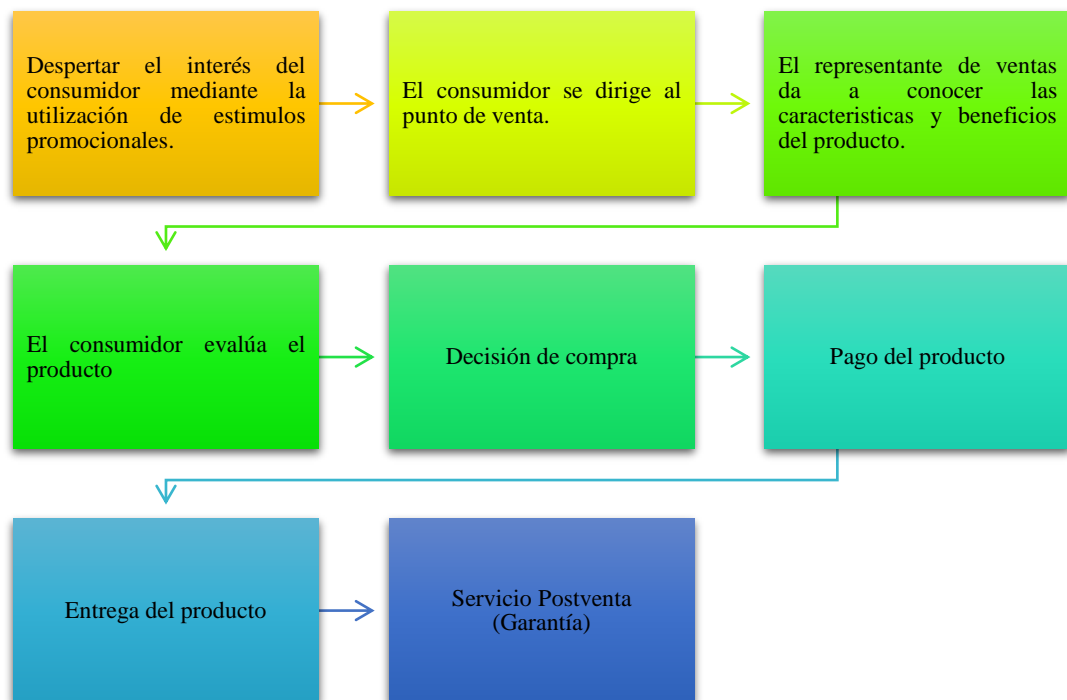 Despertar el interés del
consumidor mediante la
utilización de estimulos
promocionales.
El consumidor se dirige al
punto de venta.
El representante de ventas
da a conocer las
caracteristicas y beneficios
del producto.
El consumidor evalúa el
producto
Decisión de compra
Pago del producto
Entrega del producto
Servicio Postventa
(Garantía)